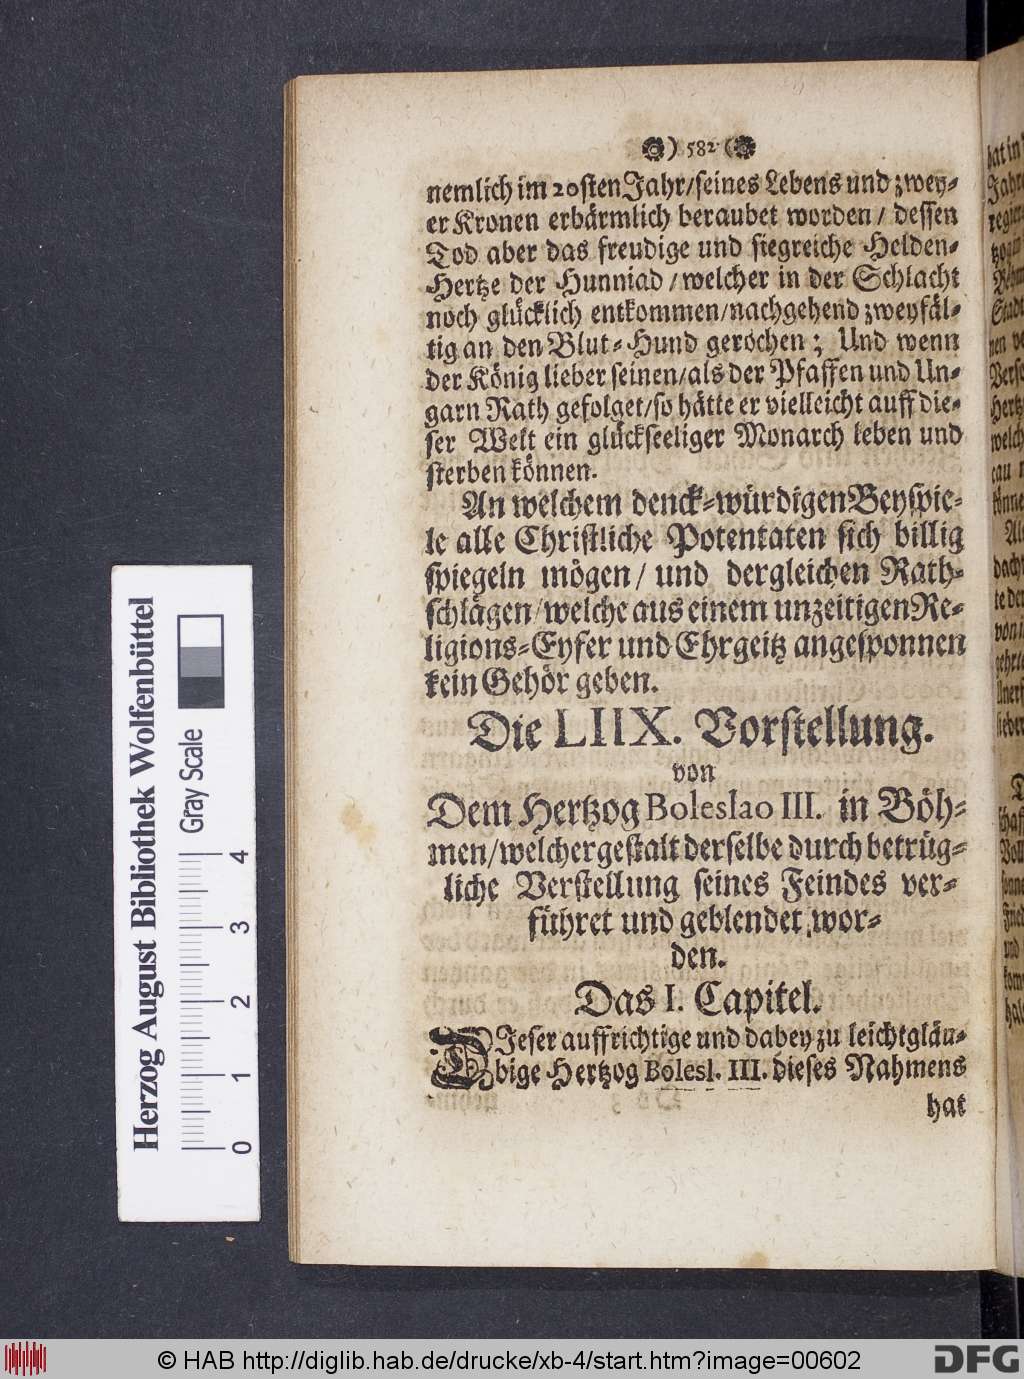 ) 582 (
nemlich im 20sten Jahr/seines Lebens und zwey-
er Kronen erbärmlich beraubet worden/ dessen
Tod aber das freudige und siegreiche Helden-
Hertze der Hunniad/welcher in der Schlacht
noch glücklich entkommen/nachgehend zweyfäl-
tig an den Blut-Hund gerochen; Und wenn
der König lieber seinen/als der Pfaffen und Un-
garn Rath gefolget/so hätte er vielleicht auff die-
ser Welt ein glückseeliger Monarch leben und
sterben können.
An welchem denck-würdigen Beyspie-
le alle Christliche Potentaten sich billig
spiegeln mögen/ und dergleichen Rath-
schlägen/welche aus einem unzeitigen Re-
ligions-Eyfer und Ehrgeitz angesponnen
kein Gehör geben.
Die LIIX. Vorstellung.
von
Dem Hertzog Boleslao III. in Böh-
men/welchergestalt derselbe durch betrüg-
liche Verstellung seines Feindes ver-
führet und geblendet wor-
den.
Das I. Capitel.
DIeser auffrichtige und dabey zu leichtgläu-
bige Hertzog Bolesl. III. dieses Nahmens
hat
Herzog August Bibliothek Wolfenbüttel
Gray Scale
0 1 2 3 4
© HAB http://diglib.hab.de/drucke/xb-4/start.htm?image=00602
DFG